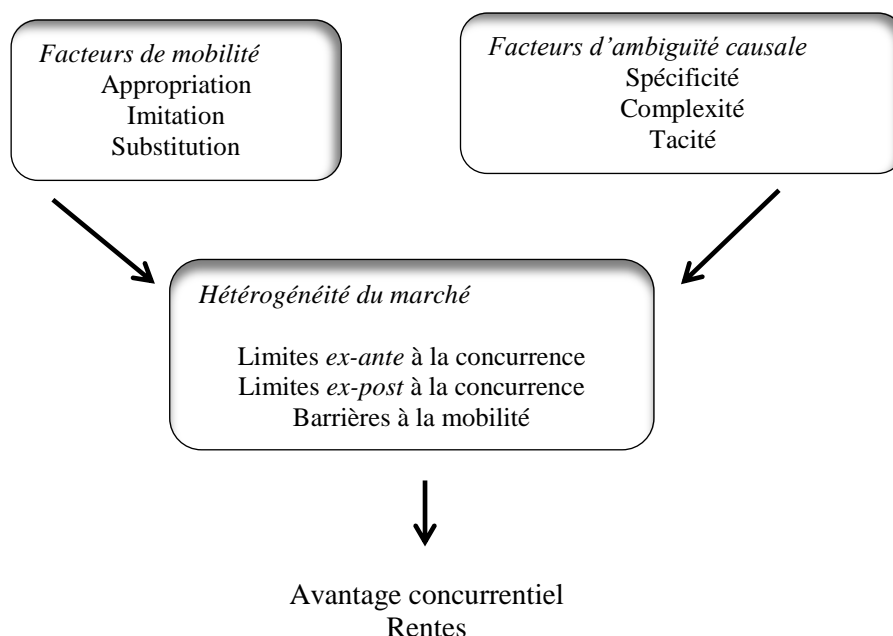 Facteurs de mobilité
Appropriation
Imitation
Substitution
Facteurs d’ambiguïté causale
Spécificité
Complexité
Tacité
Hétérogénéité du marché
Limites ex-ante à la concurrence
Limites ex-post à la concurrence
Barrières à la mobilité
Avantage concurrentiel
Rentes